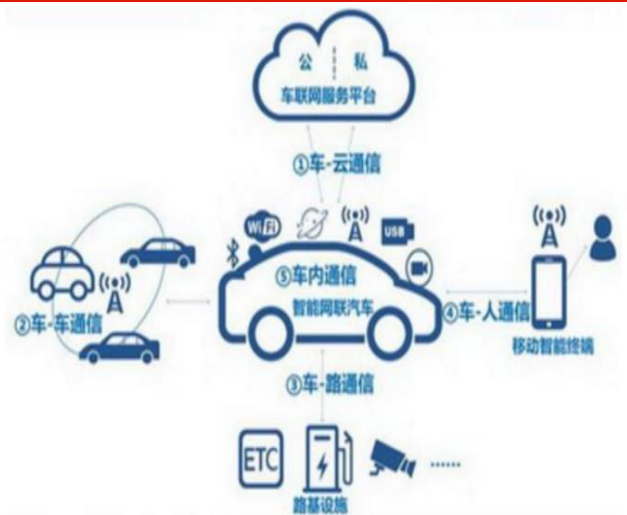 公 私
车联网服务平台
①车-云通信
WiFi
USB
⑤车内通信
智能网联汽车
②车-车通信
④车-人通信
移动智能终端
③车-路通信
ETC
路基设施
......